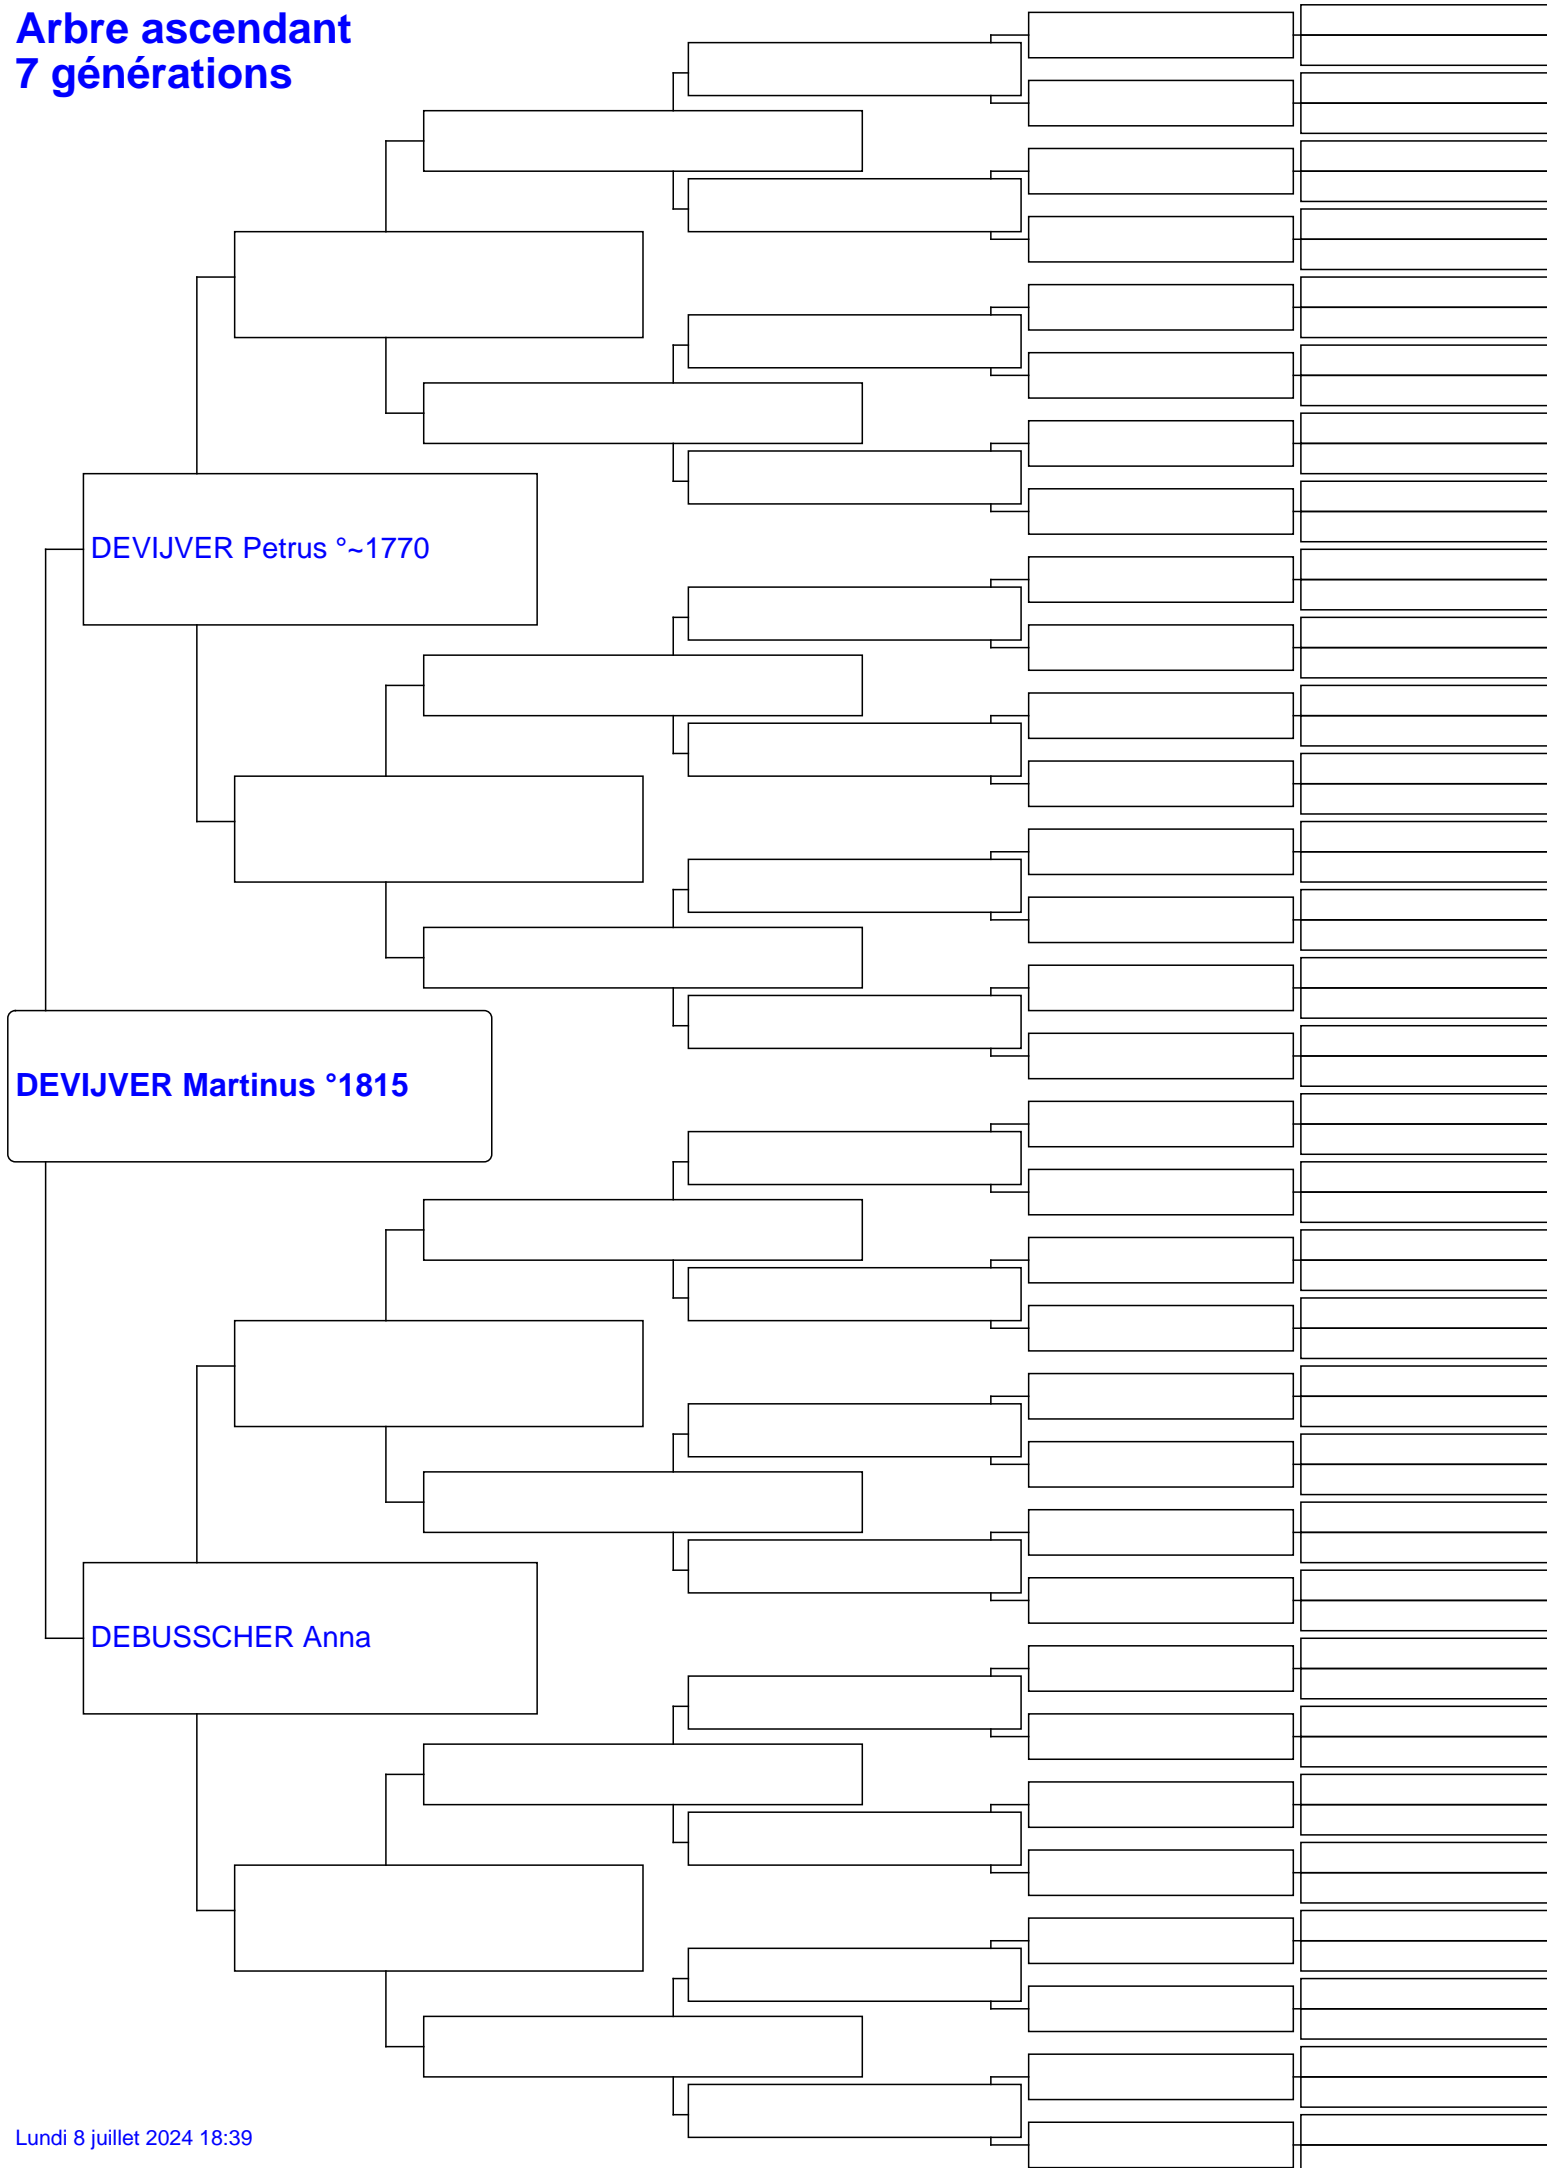 Arbre ascendant
7 générations
DEVIJVER Petrus °~1770
DEVIJVER Martinus °1815
DEBUSSCHER Anna
Lundi 8 juillet 2024 18:39